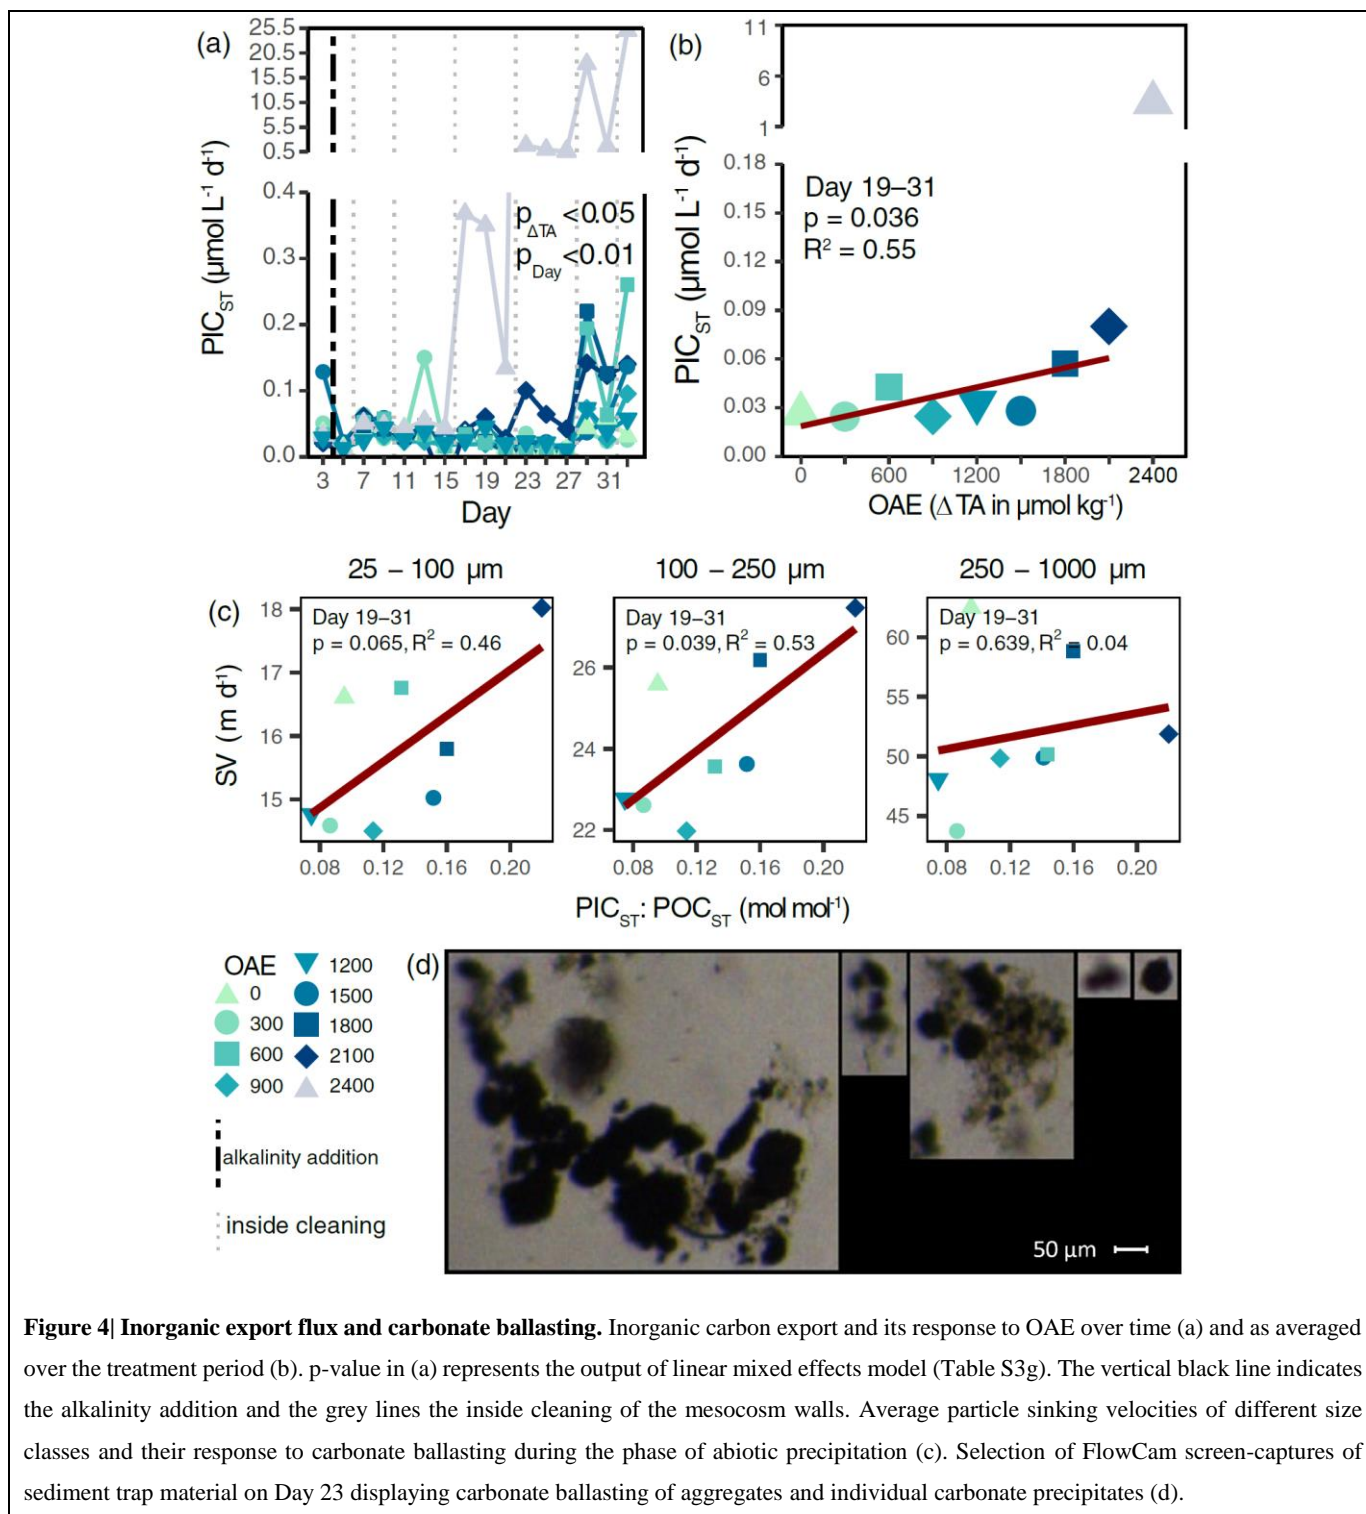 (a)
25.5
20.5
15.5
10.5
5.5
0.5
0.4
0.3
0.2
0.1
0.0
PIC_ST (µmol L⁻¹ d⁻¹)
p_ΔTA <0.05
p_Day <0.01
3 7 11 15 19 23 27 31
Day
(b)
11
6
1
0.18
0.15
0.12
0.09
0.06
0.03
0.00
PIC_ST (µmol L⁻¹ d⁻¹)
Day 19–31
p = 0.036
R² = 0.55
0 600 1200 1800 2400
OAE (Δ TA in µmol kg⁻¹)
(c)
25 – 100 µm
Day 19–31
p = 0.065, R² = 0.46
18
17
16
15
SV (m d⁻¹)
0.08 0.12 0.16 0.20
100 – 250 µm
Day 19–31
p = 0.039, R² = 0.53
26
24
22
0.08 0.12 0.16 0.20
250 – 1000 µm
Day 19–31
p = 0.639, R² = 0.04
60
55
50
45
0.08 0.12 0.16 0.20
PIC_ST: POC_ST (mol mol⁻¹)
OAE
0
300
600
900
1200
1500
1800
2100
2400
alkalinity addition
inside cleaning
(d)
50 µm
Figure 4| Inorganic export flux and carbonate ballasting. Inorganic carbon export and its response to OAE over time (a) and as averaged
over the treatment period (b). p-value in (a) represents the output of linear mixed effects model (Table S3g). The vertical black line indicates
the alkalinity addition and the grey lines the inside cleaning of the mesocosm walls. Average particle sinking velocities of different size
classes and their response to carbonate ballasting during the phase of abiotic precipitation (c). Selection of FlowCam screen-captures of
sediment trap material on Day 23 displaying carbonate ballasting of aggregates and individual carbonate precipitates (d).